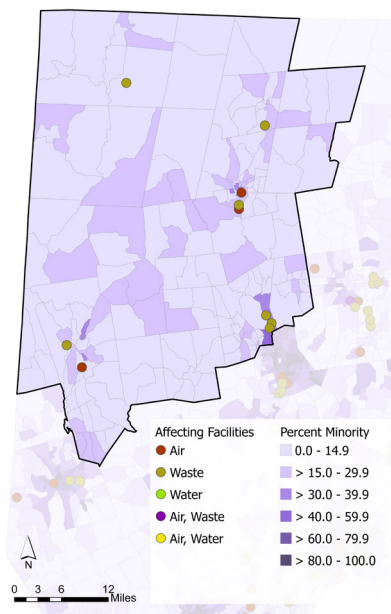 Affecting Facilities
Air
Waste
Water
Air, Waste
Air, Water
Percent Minority
0.0 - 14.9
> 15.0 - 29.9
> 30.0 - 39.9
> 40.0 - 59.9
> 60.0 - 79.9
> 80.0 - 100.0
N
0 3 6 12
Miles